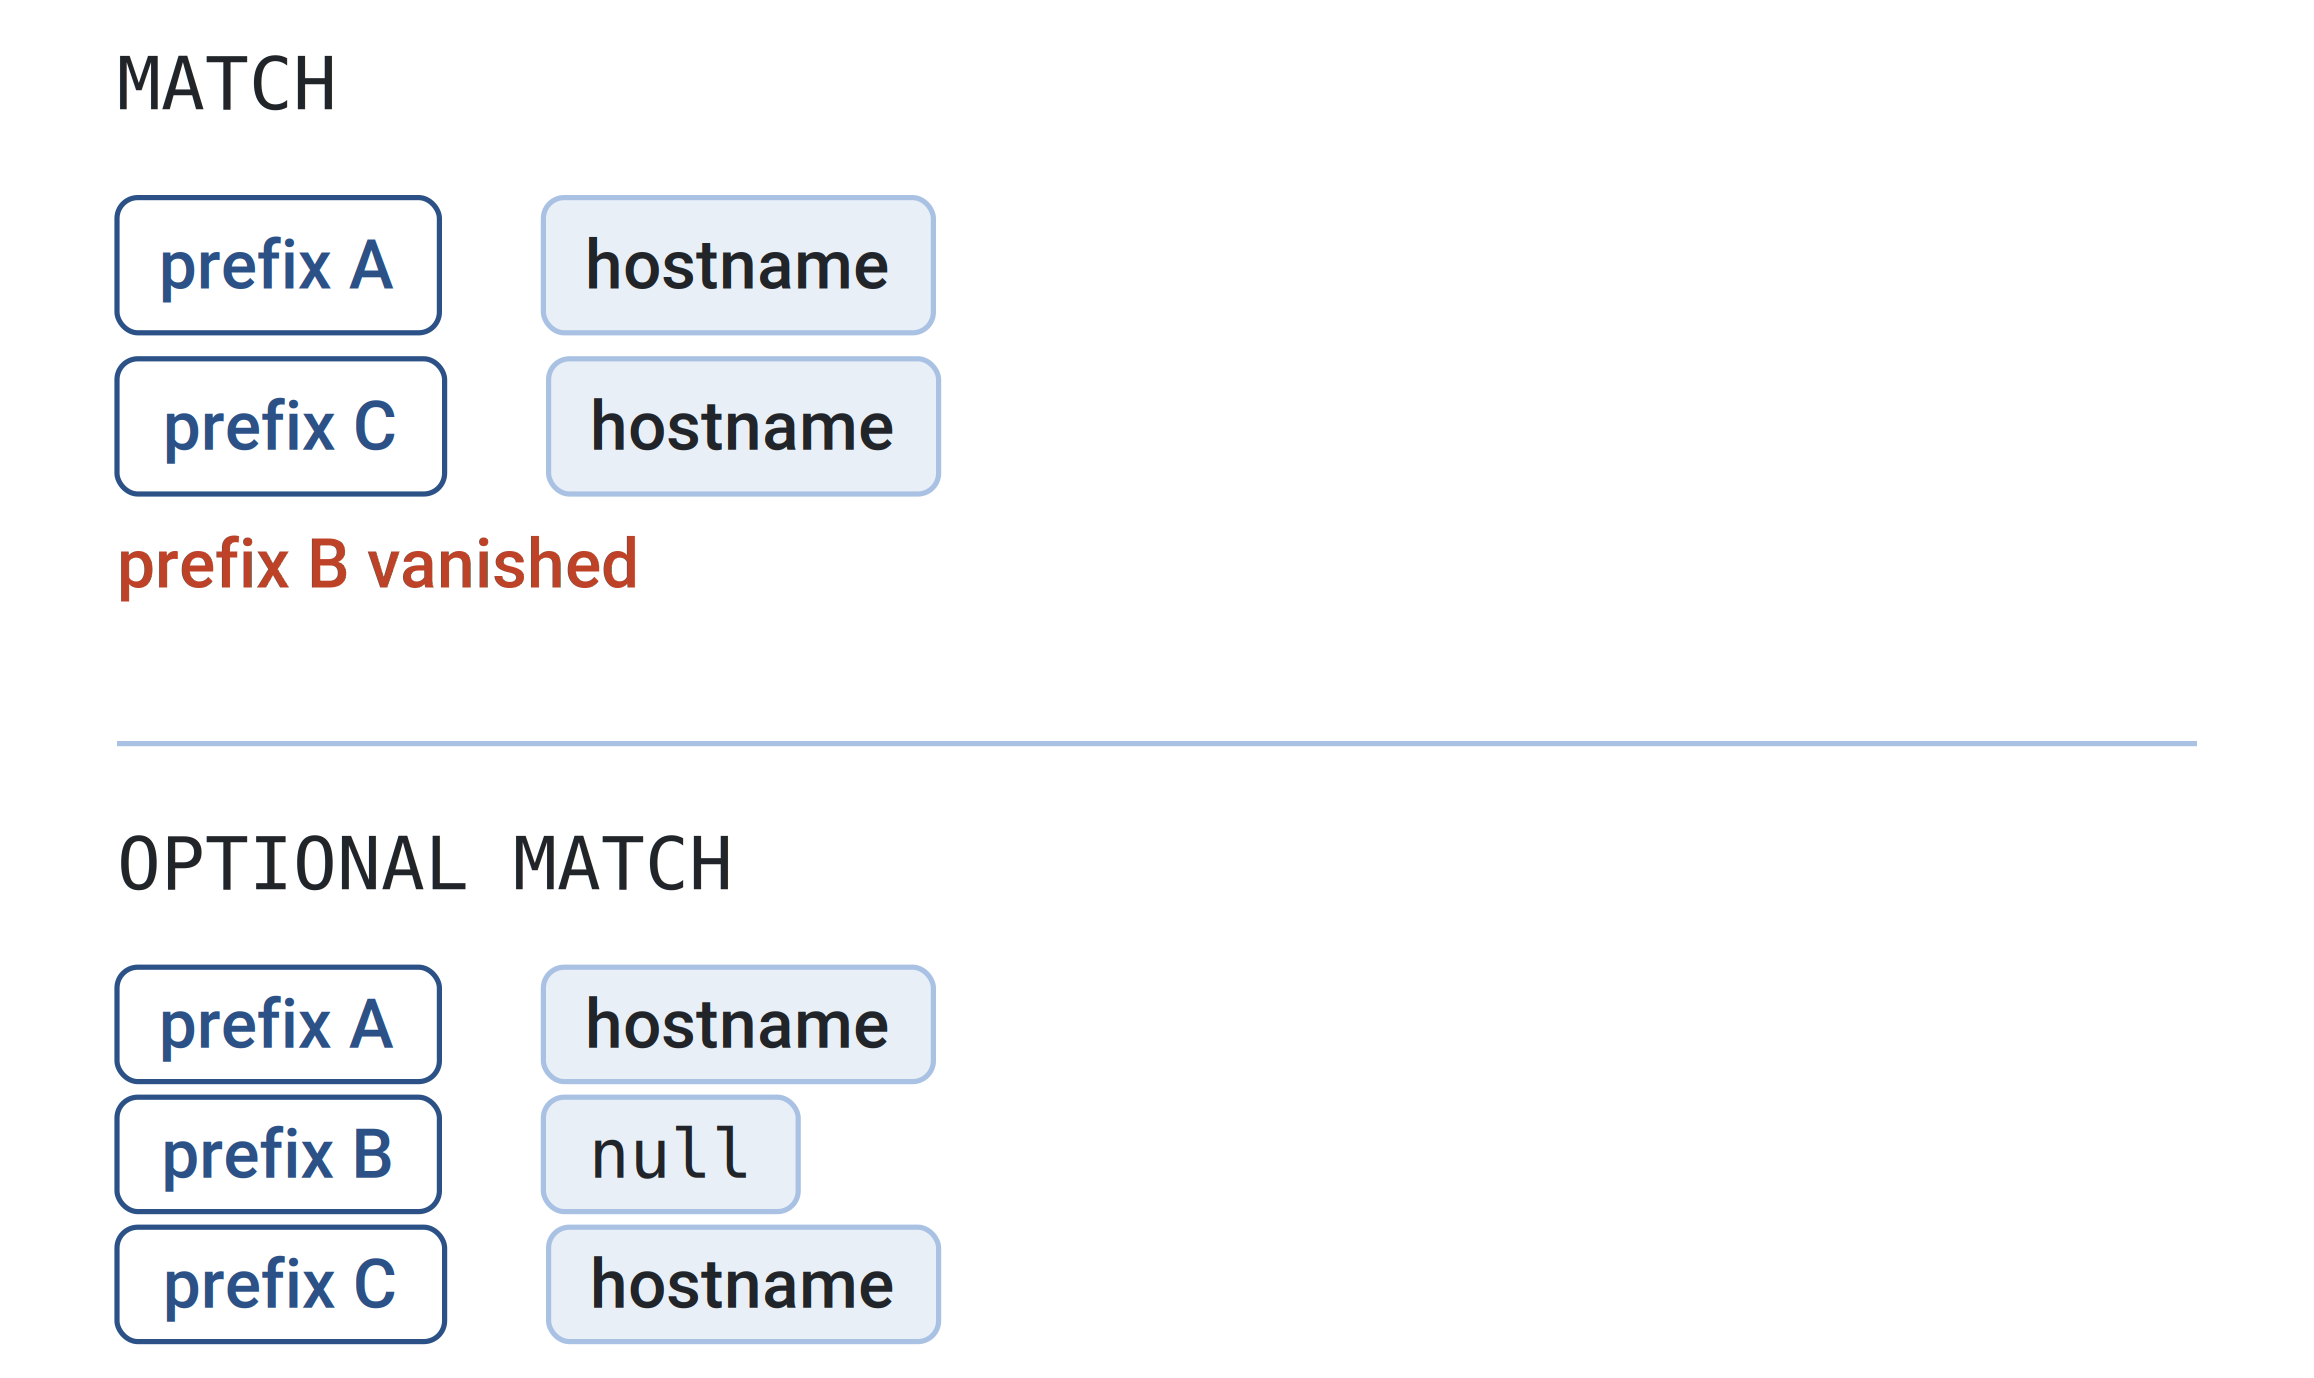 MATCH
prefix A hostname
prefix C hostname
prefix B vanished
OPTIONAL MATCH
prefix A hostname
prefix B null
prefix C hostname